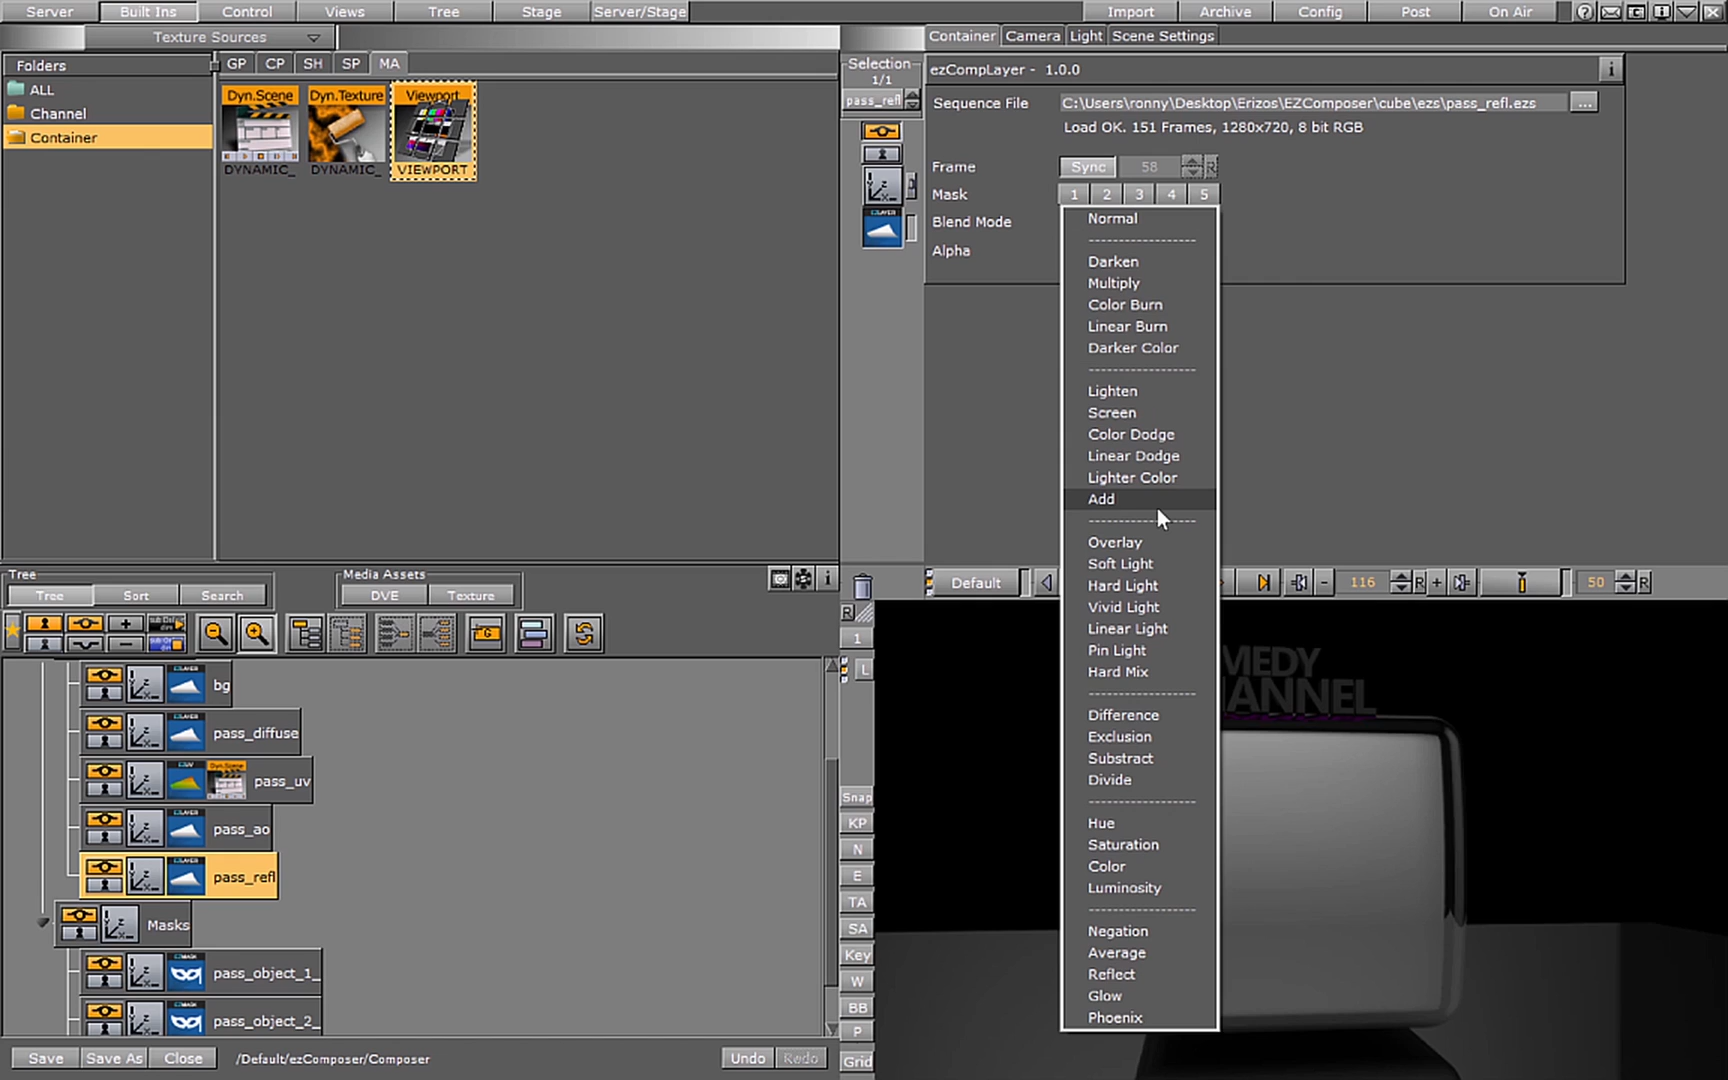 Server Built Ins Control Views Tree Stage Server/Stage Import Archive Config Post On Air
Texture Sources
Folders
ALL
Channel
Container
GP CP SH SP MA
Dyn.Scene Dyn.Texture Viewport
DYNAMIC_ DYNAMIC_ VIEWPORT
Container Camera Light Scene Settings
Selection
1/1
pass_refl
ezCompLayer - 1.0.0
Sequence File C:\Users\ronny\Desktop\Erizos\EZComposer\cube\ezs\pass_refl.ezs ...
Load OK. 151 Frames, 1280x720, 8 bit RGB
Frame Sync 58 R
Mask 1 2 3 4 5
Blend Mode
Alpha
Normal
Darken
Multiply
Color Burn
Linear Burn
Darker Color
Lighten
Screen
Color Dodge
Linear Dodge
Lighter Color
Add
Overlay
Soft Light
Hard Light
Vivid Light
Linear Light
Pin Light
Hard Mix
Difference
Exclusion
Substract
Divide
Hue
Saturation
Color
Luminosity
Negation
Average
Reflect
Glow
Phoenix
Tree
Tree Sort Search
Media Assets
DVE Texture
Default - 116 R + 50 R
R
1
L
Snap
KP
N
E
TA
SA
Key
W
BB
P
Grid
bg
pass_diffuse
Dyn.Scene
pass_uv
pass_ao
pass_refl
Masks
pass_object_1_
pass_object_2_
MEDY
ANNEL
Save Save As Close /Default/ezComposer/Composer Undo Redo